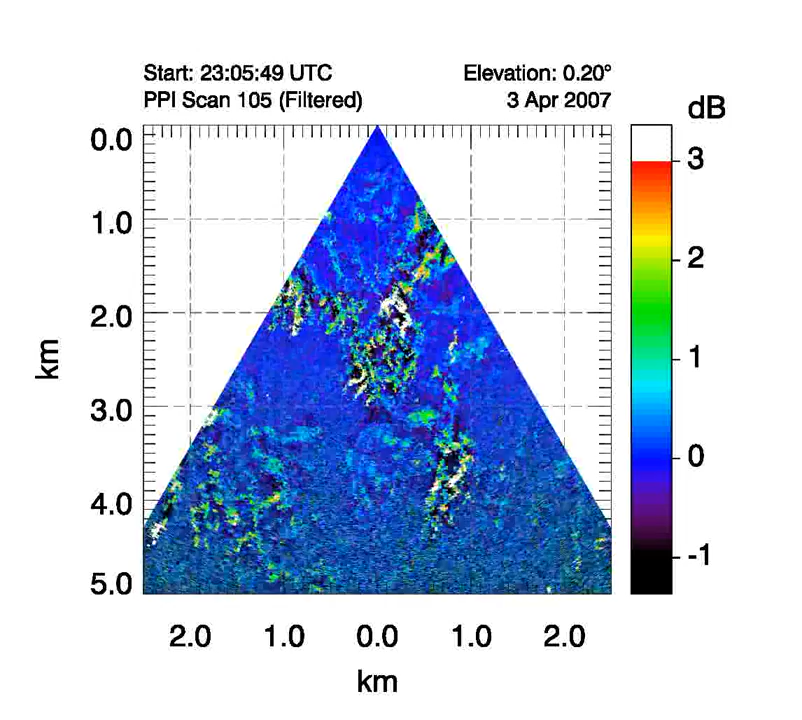 Start: 23:05:49 UTC
Elevation: 0.20°
PPI Scan 105 (Filtered)
3 Apr 2007
dB
0.0
1.0
2.0
3.0
4.0
5.0
km
2.0 1.0 0.0 1.0 2.0
km
3
2
1
0
-1